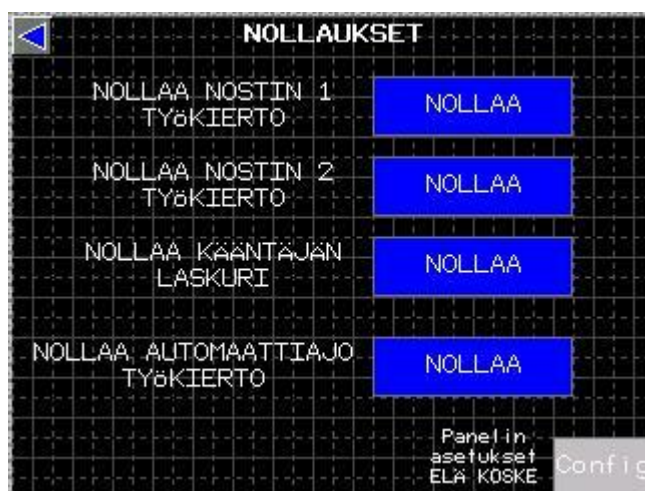 NOLLAUKSET
NOLLAA NOSTIN 1
TYöKIERTO
NOLLAA
NOLLAA NOSTIN 2
TYöKIERTO
NOLLAA
NOLLAA KÄÄNTÄJÄN
LASKURI
NOLLAA
NOLLAA AUTOMAATTIAJO
TYöKIERTO
NOLLAA
Panelin
asetukset
ELÄ KOSKE
Config